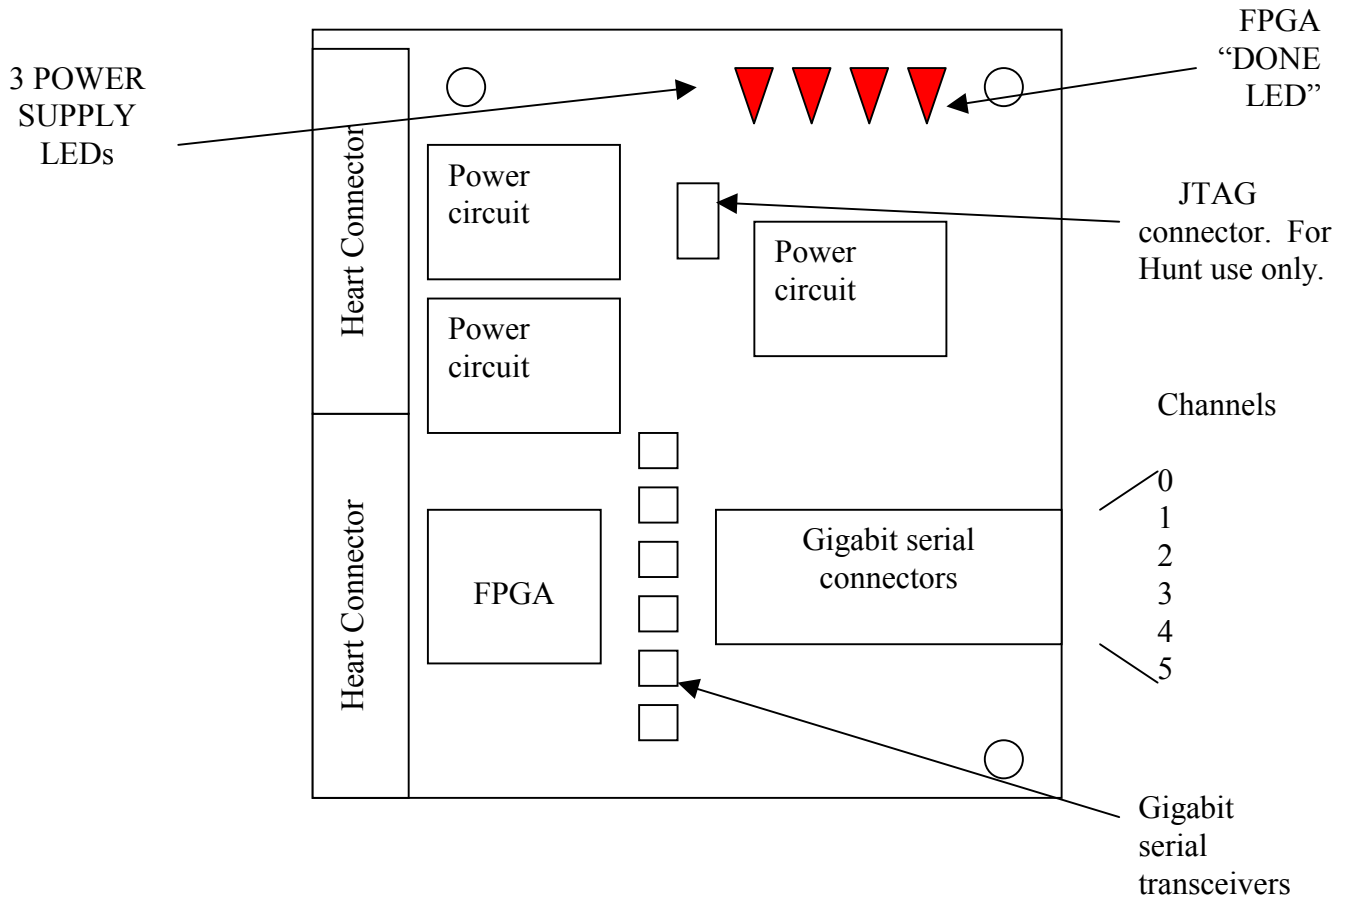 FPGA
“DONE
LED”
3 POWER
SUPPLY
LEDs
Heart Connector
Power
circuit
JTAG
connector.  For
Hunt use only.
Power
circuit
Power
circuit
Channels
0
1
2
3
4
5
Heart Connector
FPGA
Gigabit serial
connectors
Gigabit
serial
transceivers